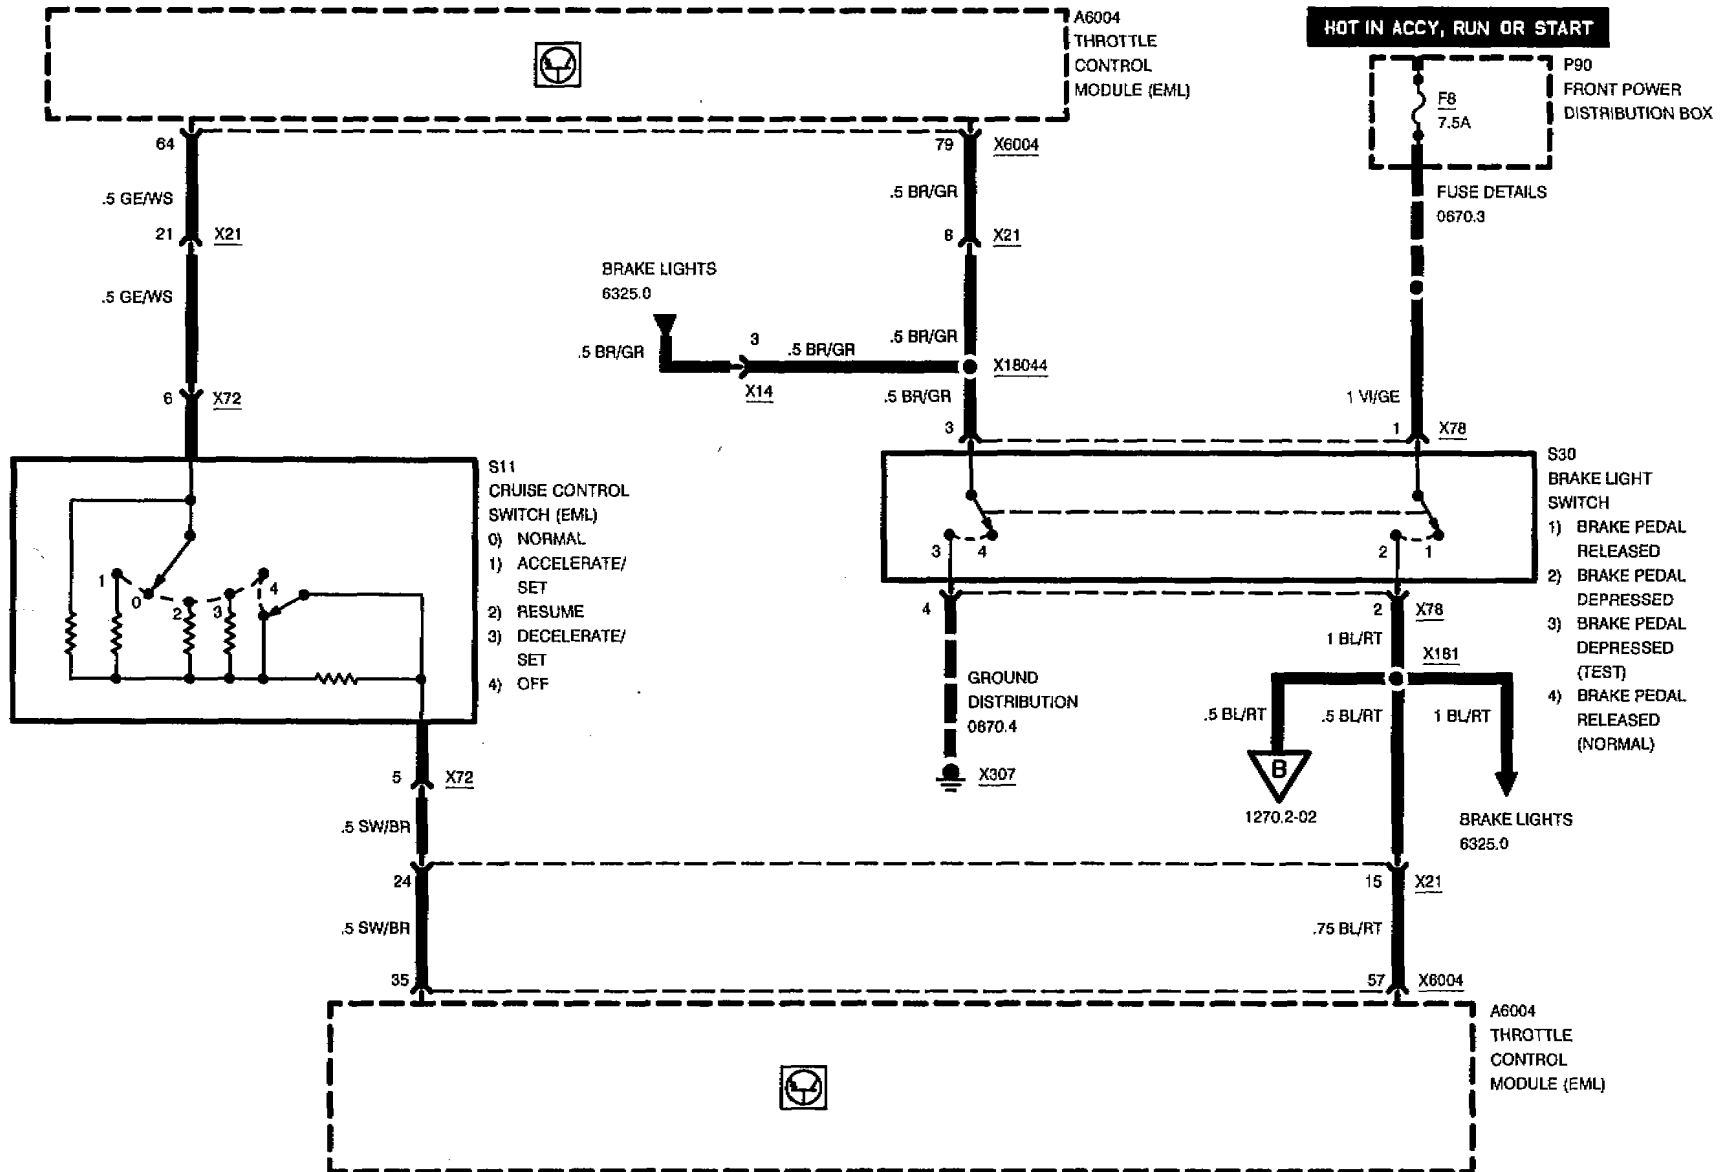 A6004
THROTTLE
CONTROL
MODULE (EML)
HOT IN ACCY, RUN OR START
P90
FRONT POWER
DISTRIBUTION BOX
F8
7.5A
64
79
X6004
.5 GE/WS
.5 BR/GR
FUSE DETAILS
0670.3
21
X21
8
X21
BRAKE LIGHTS
6325.0
.5 GE/WS
3
.5 BR/GR
.5 BR/GR
.5 BR/GR
X18044
X14
6
X72
.5 BR/GR
1 VI/GE
3
1
X78
S11
CRUISE CONTROL
SWITCH (EML)
0) NORMAL
1) ACCELERATE/
SET
2) RESUME
3) DECELERATE/
SET
4) OFF
1
0
2
3
4
S30
BRAKE LIGHT
SWITCH
1) BRAKE PEDAL
RELEASED
2) BRAKE PEDAL
DEPRESSED
3) BRAKE PEDAL
DEPRESSED
(TEST)
4) BRAKE PEDAL
RELEASED
(NORMAL)
3
4
2
1
4
2
X78
1 BL/RT
X181
GROUND
DISTRIBUTION
0670.4
.5 BL/RT
.5 BL/RT
1 BL/RT
X307
B
1270.2-02
BRAKE LIGHTS
6325.0
5
X72
.5 SW/BR
24
15
X21
.5 SW/BR
.75 BL/RT
35
57
X6004
A6004
THROTTLE
CONTROL
MODULE (EML)